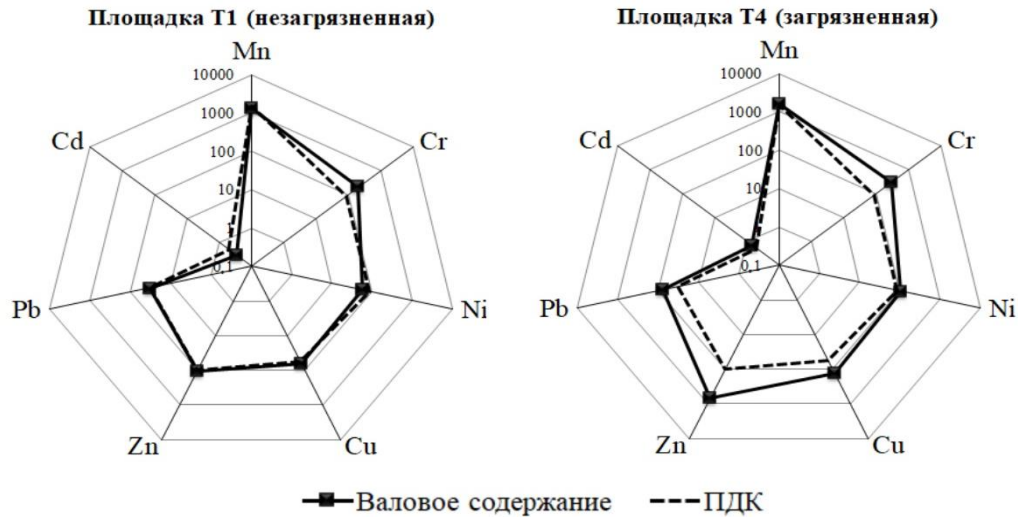 Площадка Т1 (незагрязненная)
Mn
10000
1000
100
10
1
0,1
Cr
Ni
Cu
Zn
Pb
Cd
Площадка Т4 (загрязненная)
Mn
10000
1000
100
10
1
0,1
Cr
Ni
Cu
Zn
Pb
Cd
Валовое содержание
ПДК